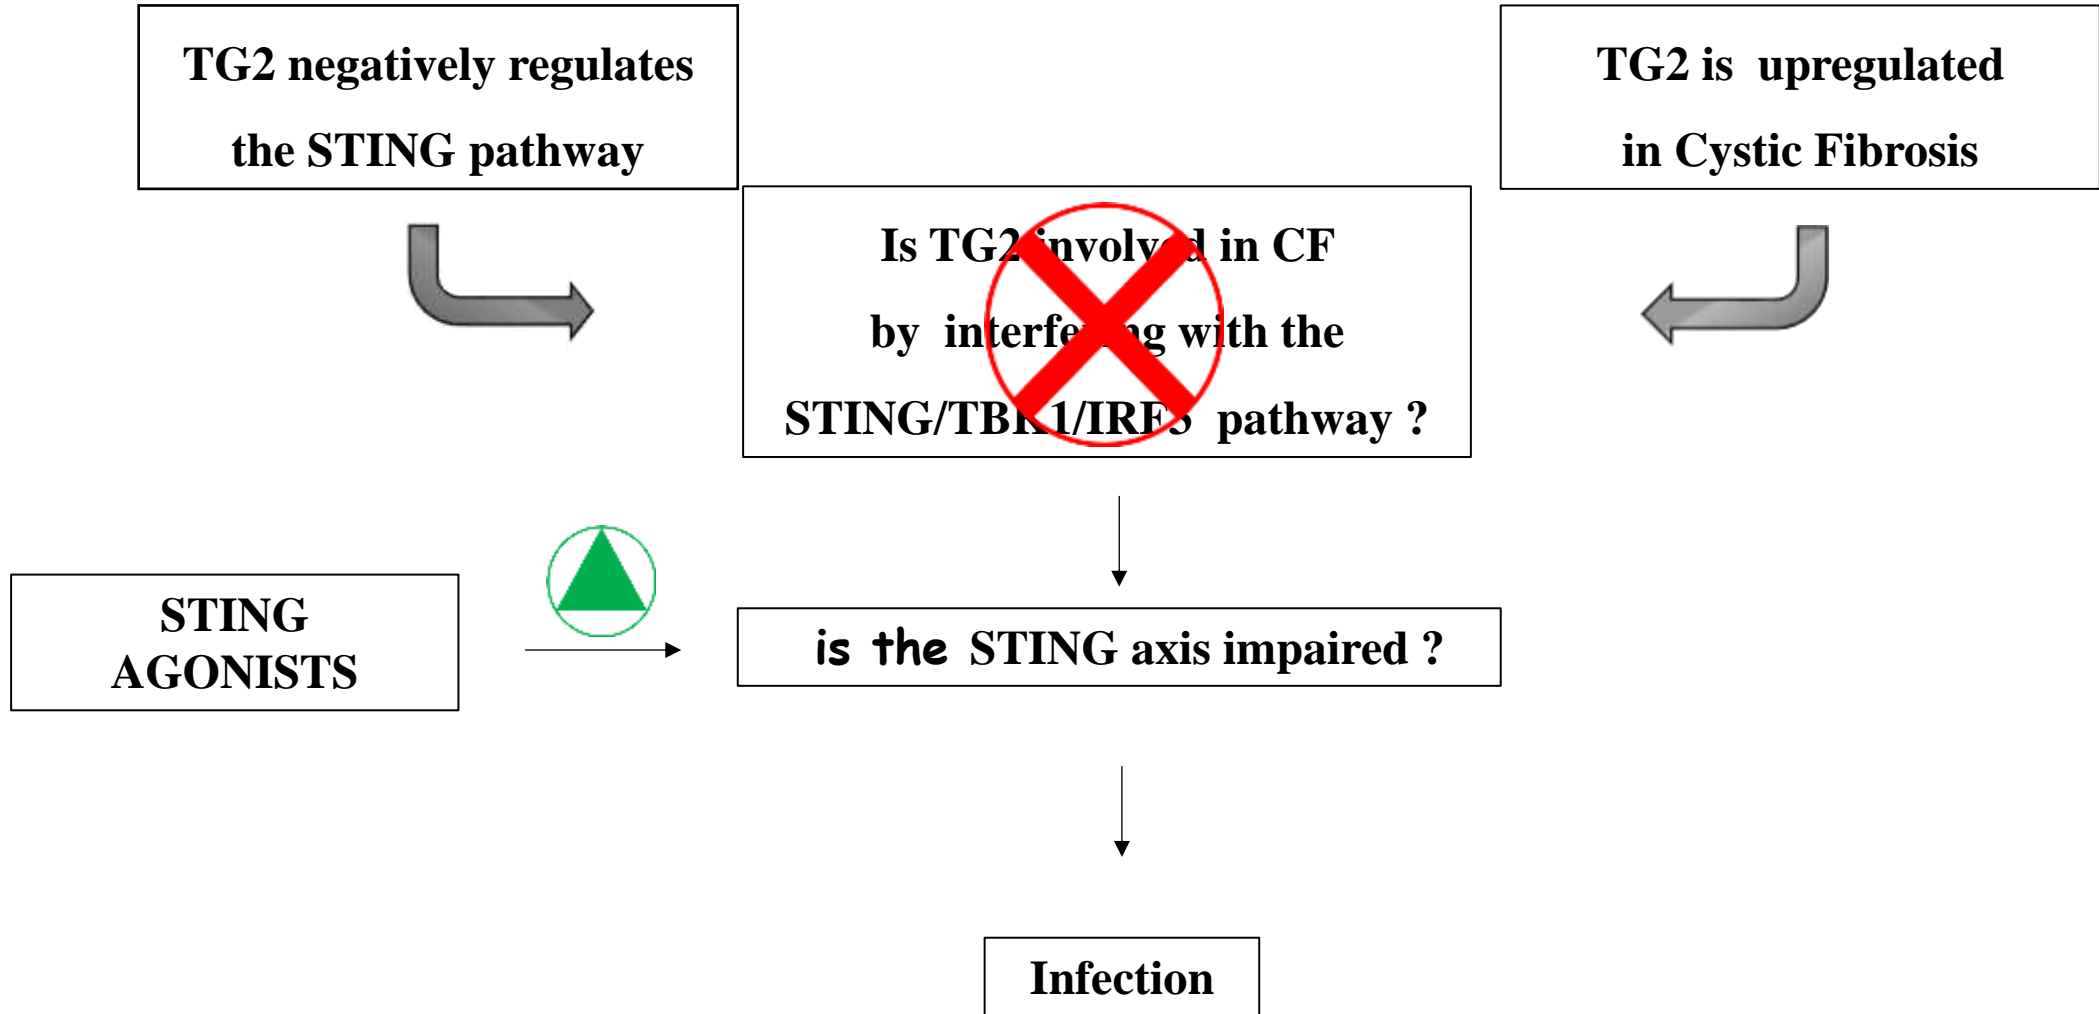 TG2 negatively regulates
the STING pathway
TG2 is upregulated
in Cystic Fibrosis
Is TG2 involved in CF
by interfering with the
STING/TBK1/IRF3 pathway ?
STING
AGONISTS
is the STING axis impaired ?
Infection